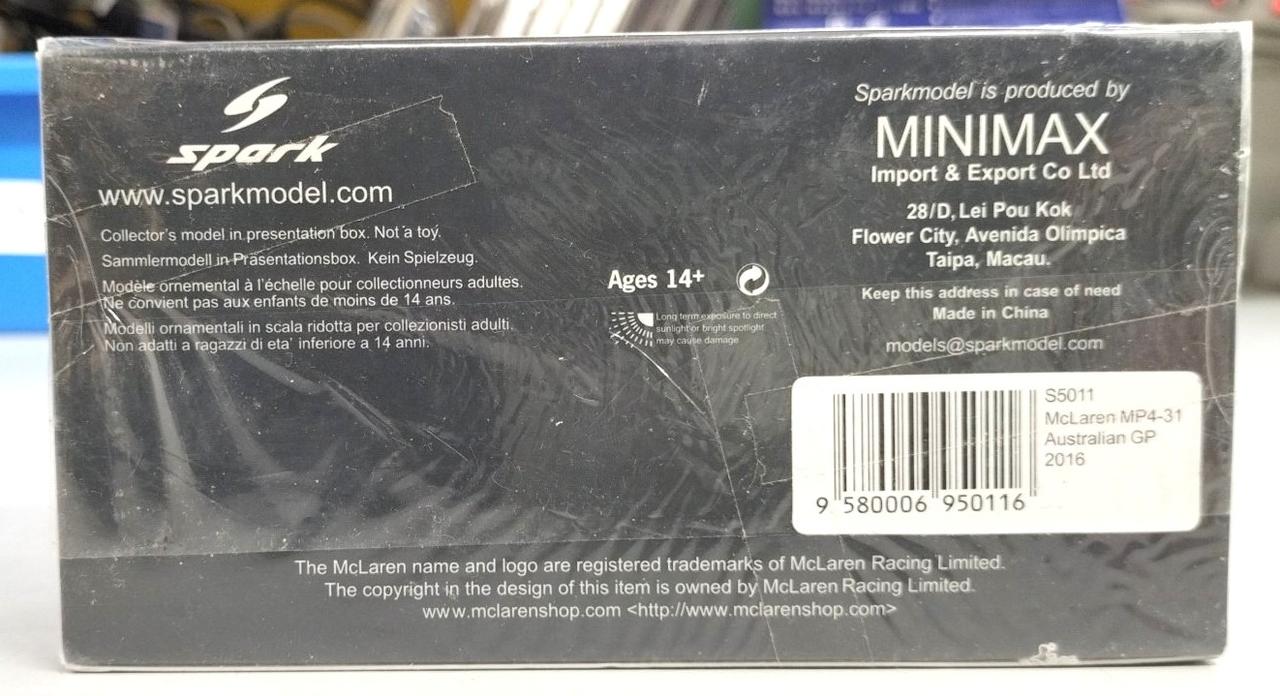 spark
www.sparkmodel.com
Collector's model in presentation box. Not a toy.
Sammlermodell in Präsentationsbox. Kein Spielzeug.
Modèle ornemental à l'échelle pour collectionneurs adultes.
Ne convient pas aux enfants de moins de 14 ans.
Modelli ornamentali in scala ridotta per collezionisti adulti.
Non adatti a ragazzi di eta' inferiore a 14 anni.
Ages 14+
Long term exposure to direct
sunlight or bright spotlight
may cause damage
Sparkmodel is produced by
MINIMAX
Import & Export Co Ltd
28/D, Lei Pou Kok
Flower City, Avenida Olimpica
Taipa, Macau.
Keep this address in case of need
Made in China
models@sparkmodel.com
S5011
McLaren MP4-31
Australian GP
2016
9 580006 950116
The McLaren name and logo are registered trademarks of McLaren Racing Limited.
The copyright in the design of this item is owned by McLaren Racing Limited.
www.mclarenshop.com <http://www.mclarenshop.com>